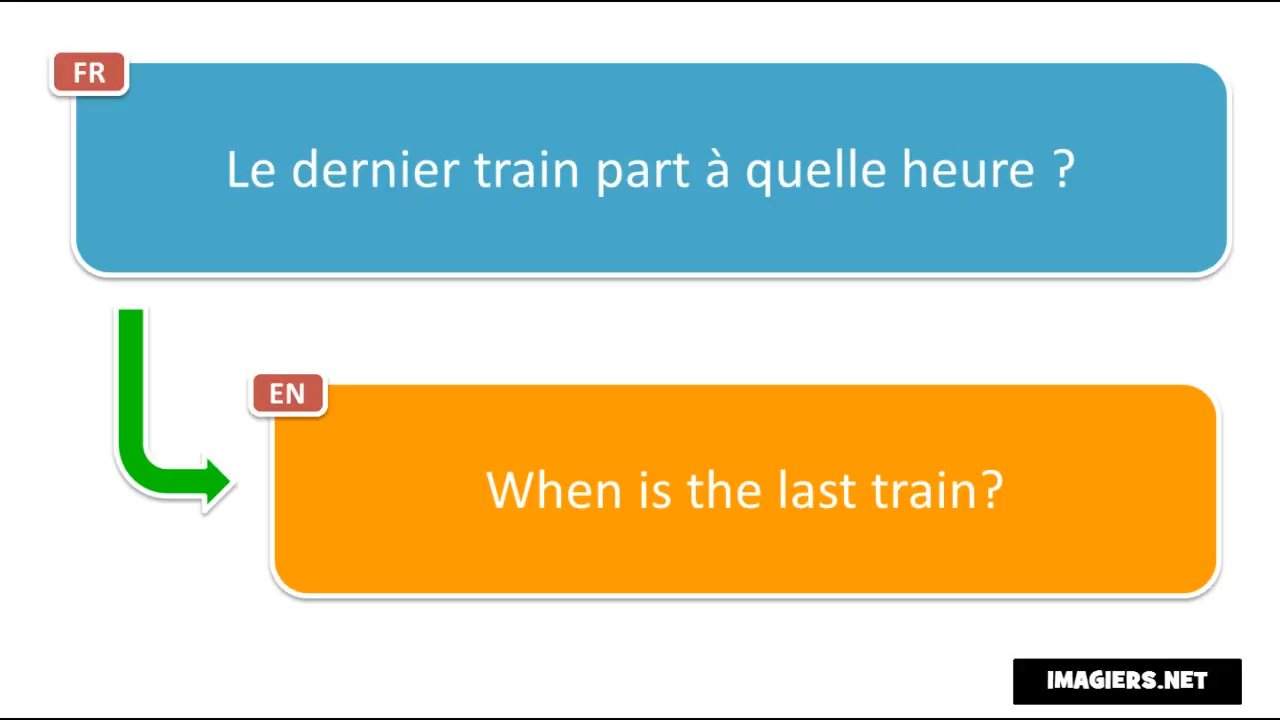 FR
Le dernier train part à quelle heure ?
EN
When is the last train?
IMAGIERS.NET